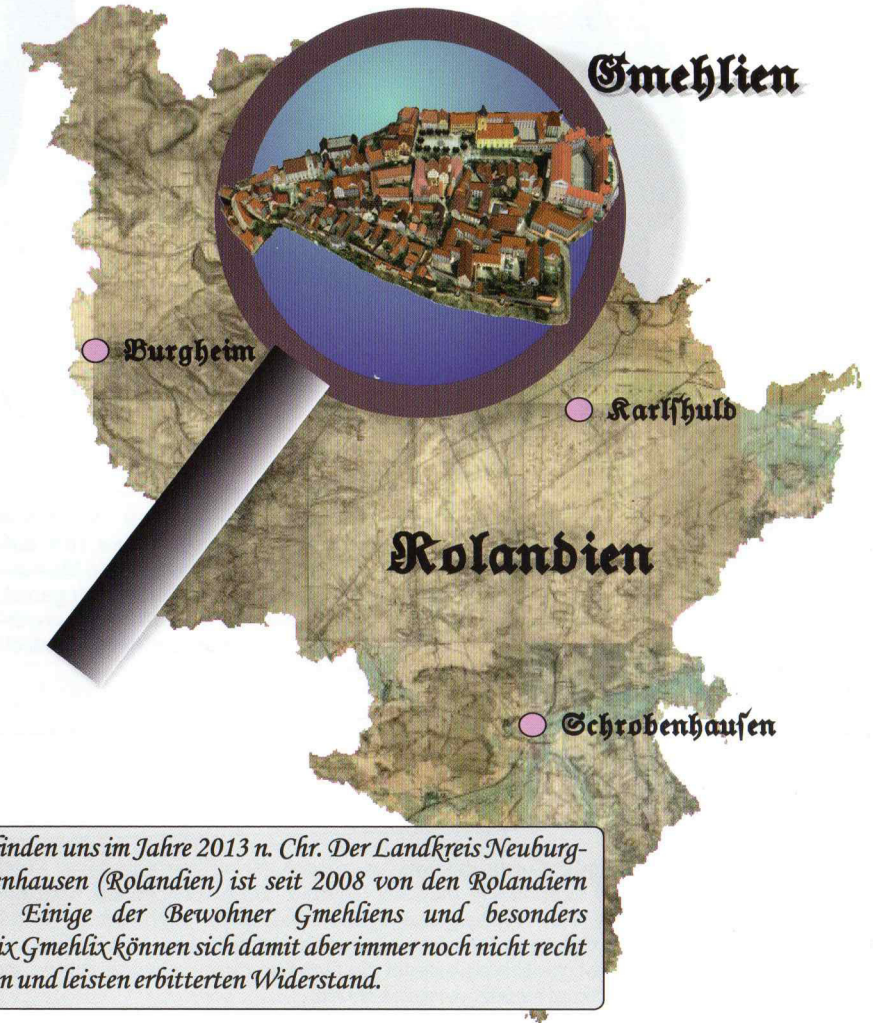 Gmehlien
Burgheim
Karlſhuld
Rolandien
Schrobenhauſen
finden uns im Jahre 2013 n. Chr. Der Landkreis Neuburg-
enhausen (Rolandien) ist seit 2008 von den Rolandiern
Einige der Bewohner Gmehliens und besonders
ix Gmehlix können sich damit aber immer noch nicht recht
n und leisten erbitterten Widerstand.